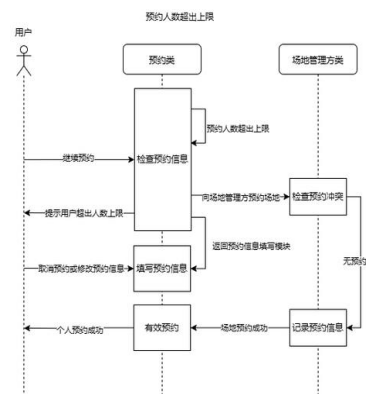 预约人数超出上限
用户
预约类
场地管理方类
预约人数超出上限
继续预约
检查预约信息
向场地管理方预约场地
检查预约冲突
提示用户超出人数上限
返回预约信息填写模块
无预约
取消预约或修改预约信息
填写预约信息
个人预约成功
有效预约
场地预约成功
记录预约信息